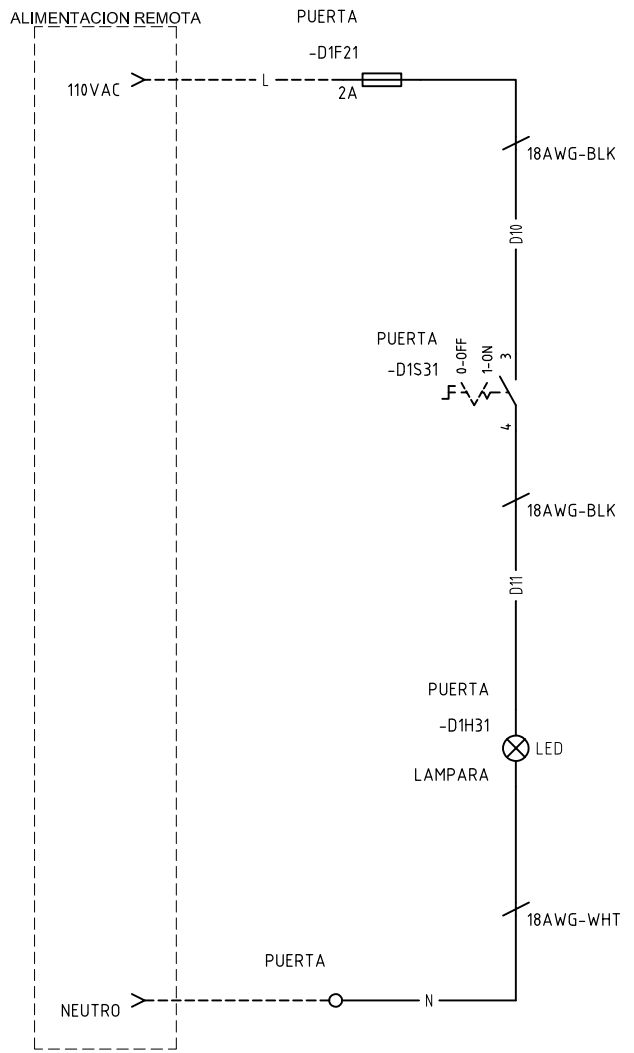 ALIMENTACION REMOTA
PUERTA
-D1F21
110VAC
L
2A
18AWG-BLK
D10
PUERTA
-D1S31
0-OFF
1-ON
3
4
18AWG-BLK
D11
PUERTA
-D1H31
LED
LAMPARA
18AWG-WHT
PUERTA
NEUTRO
N